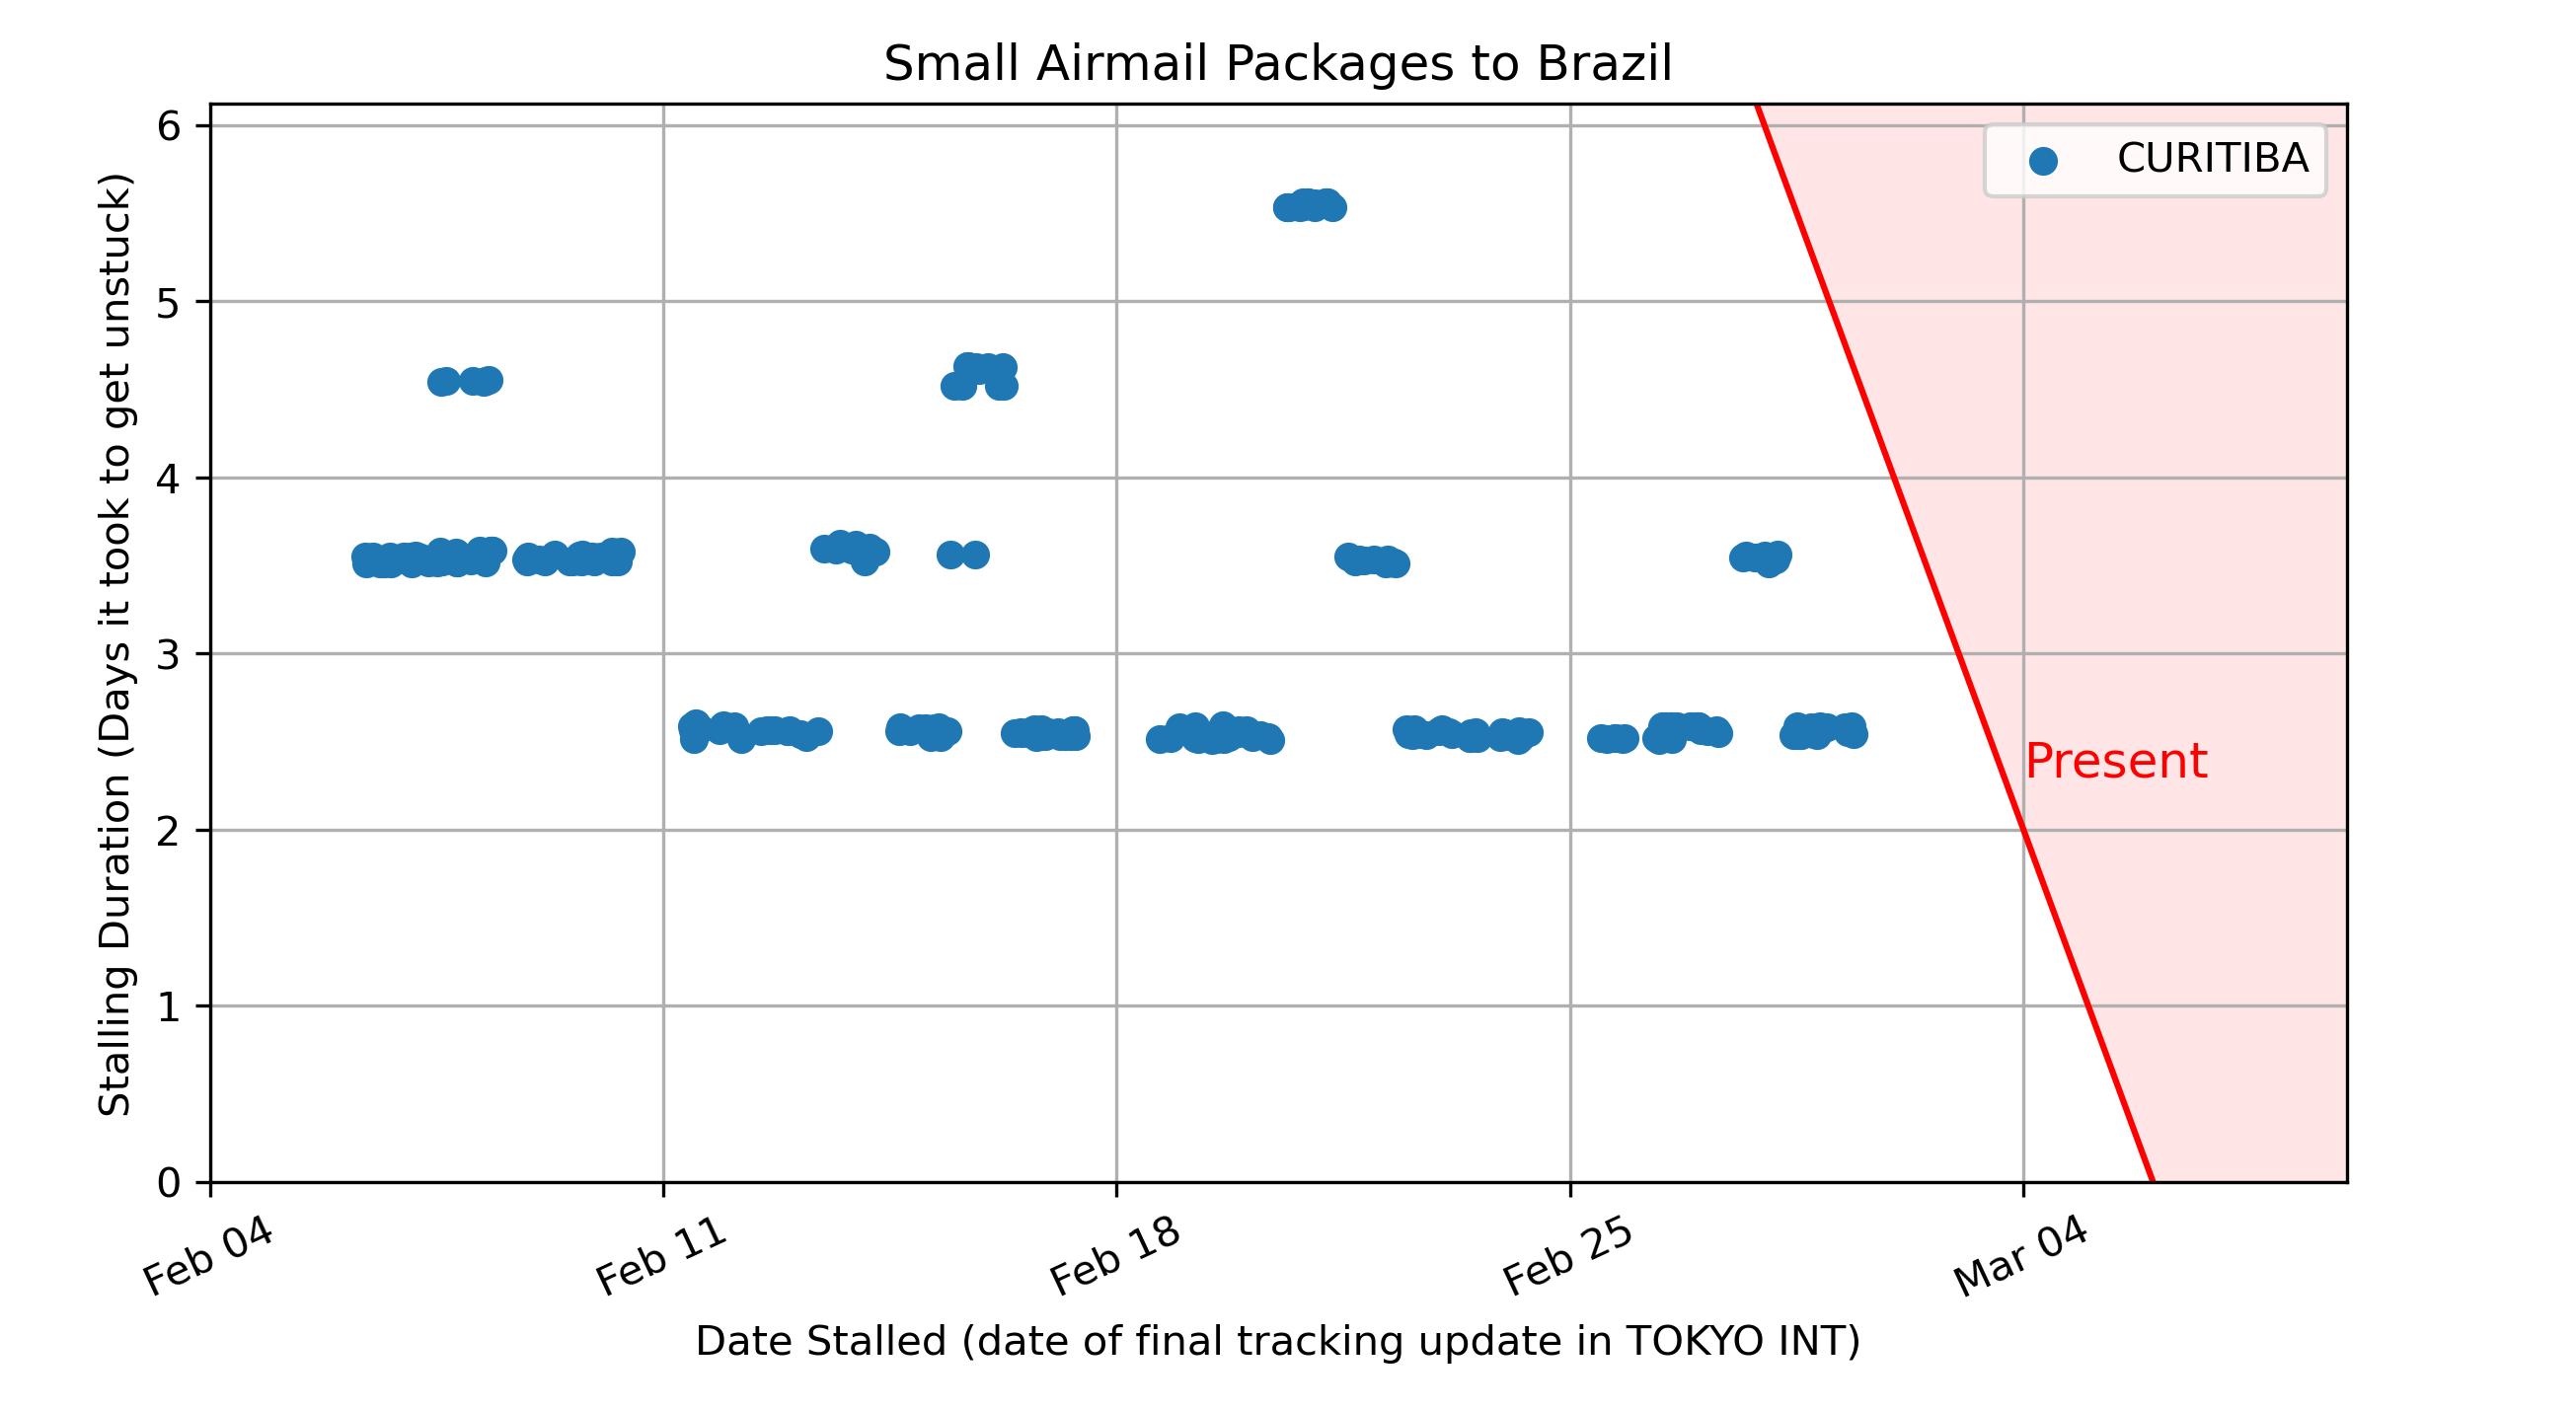 Small Airmail Packages to Brazil
Stalling Duration (Days it took to get unstuck)
6
5
4
3
2
1
0
CURITIBA
Present
Feb 04
Feb 11
Feb 18
Feb 25
Mar 04
Date Stalled (date of final tracking update in TOKYO INT)